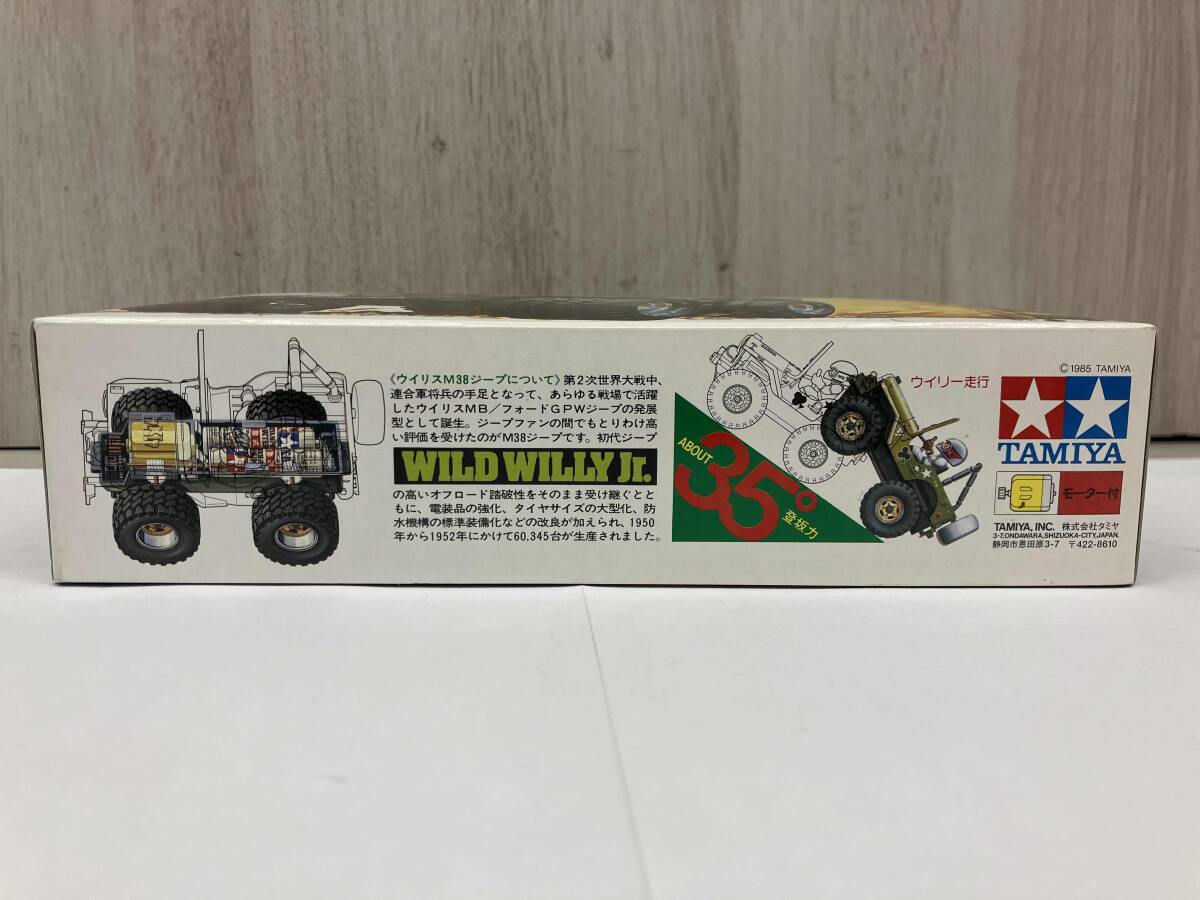 《ウイリスM38ジープについて》第2次世界大戦中、
連合軍将兵の手足となって、あらゆる戦場で活躍
したウイリスMB/フォードGPWジープの発展
型として誕生。ジープファンの間でもとりわけ高
い評価を受けたのがM38ジープです。初代ジープ
WILD WILLY Jr.
の高いオフロード踏破性をそのまま受け継ぐとと
もに、電装品の強化、タイヤサイズの大型化、防
水機構の標準装備化などの改良が加えられ、1950
年から1952年にかけて60,345台が生産されました。
ABOUT
35°
登坂力
ウイリー走行
©1985 TAMIYA
TAMIYA
モーター付
TAMIYA, INC. 株式会社タミヤ
3-7,ONDAWARA,SHIZUOKA-CITY,JAPAN.
静岡市恩田原3-7 〒422-8610